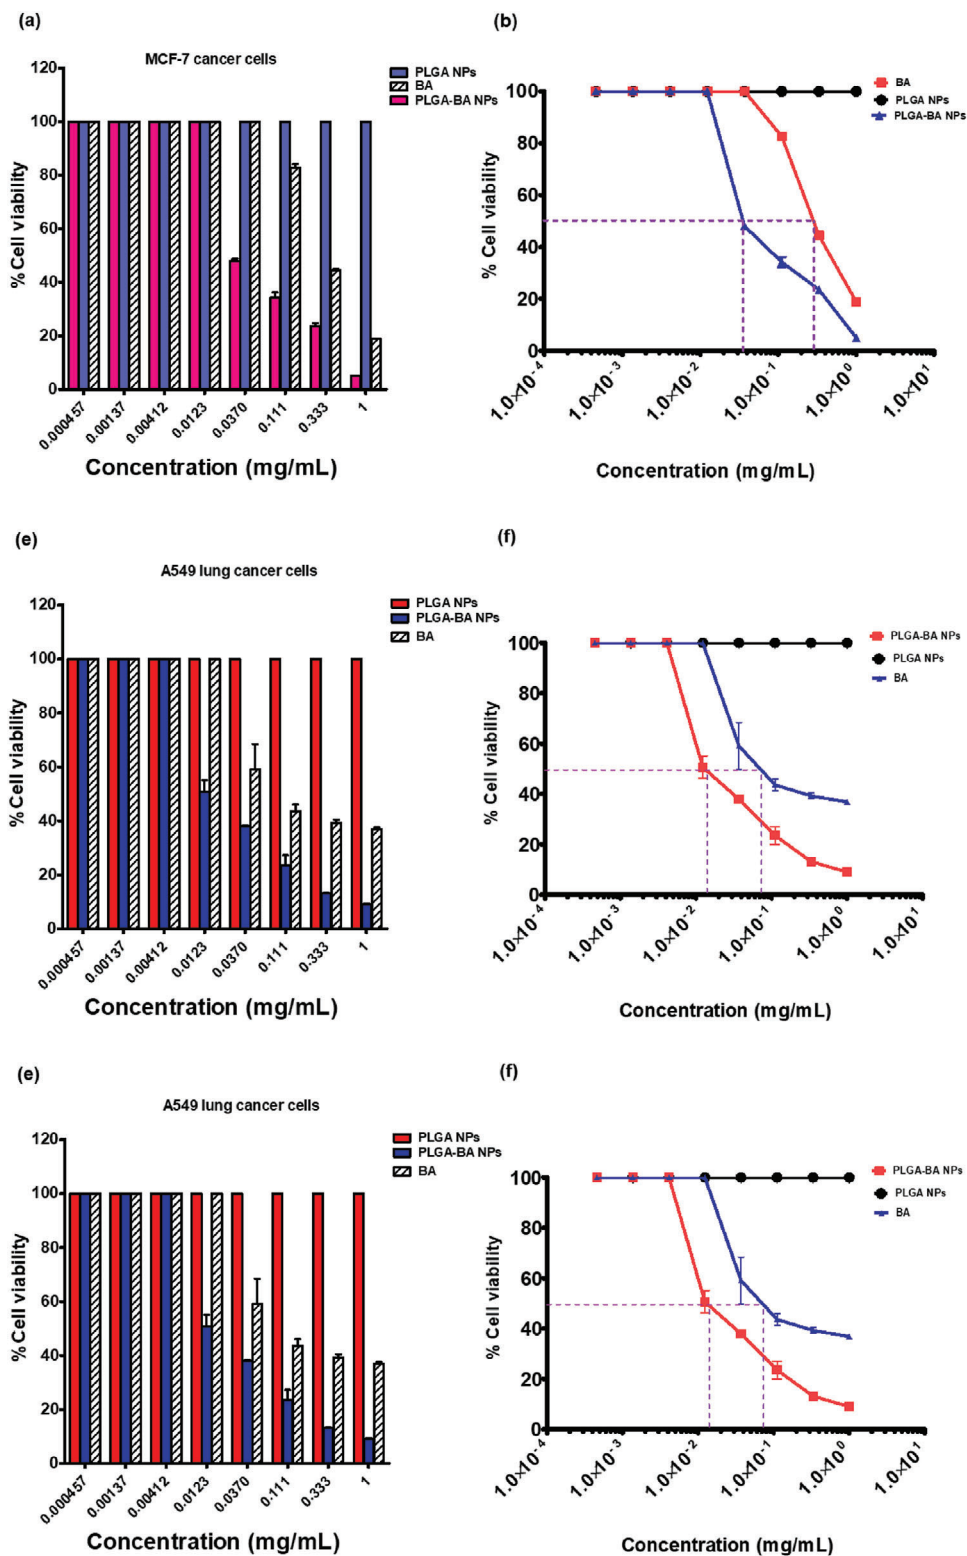 (a)
MCF-7 cancer cells
PLGA NPs
BA
PLGA-BA NPs
120
100
80
60
40
20
0
% Cell viability
0.000457
0.00137
0.00412
0.0123
0.0370
0.111
0.333
1
Concentration (mg/mL)
(b)
BA
PLGA NPs
PLGA-BA NPs
100
80
60
40
20
0
% Cell viability
1.0×10⁻⁴
1.0×10⁻³
1.0×10⁻²
1.0×10⁻¹
1.0×10⁰
1.0×10¹
Concentration (mg/mL)
(e)
A549 lung cancer cells
PLGA NPs
PLGA-BA NPs
BA
120
100
80
60
40
20
0
% Cell viability
0.000457
0.00137
0.00412
0.0123
0.0370
0.111
0.333
1
Concentration (mg/mL)
(f)
PLGA-BA NPs
PLGA NPs
BA
100
80
60
40
20
0
% Cell viability
1.0×10⁻⁴
1.0×10⁻³
1.0×10⁻²
1.0×10⁻¹
1.0×10⁰
1.0×10¹
Concentration (mg/mL)
(e)
A549 lung cancer cells
PLGA NPs
PLGA-BA NPs
BA
120
100
80
60
40
20
0
% Cell viability
0.000457
0.00137
0.00412
0.0123
0.0370
0.111
0.333
1
Concentration (mg/mL)
(f)
PLGA-BA NPs
PLGA NPs
BA
100
80
60
40
20
0
% Cell viability
1.0×10⁻⁴
1.0×10⁻³
1.0×10⁻²
1.0×10⁻¹
1.0×10⁰
1.0×10¹
Concentration (mg/mL)